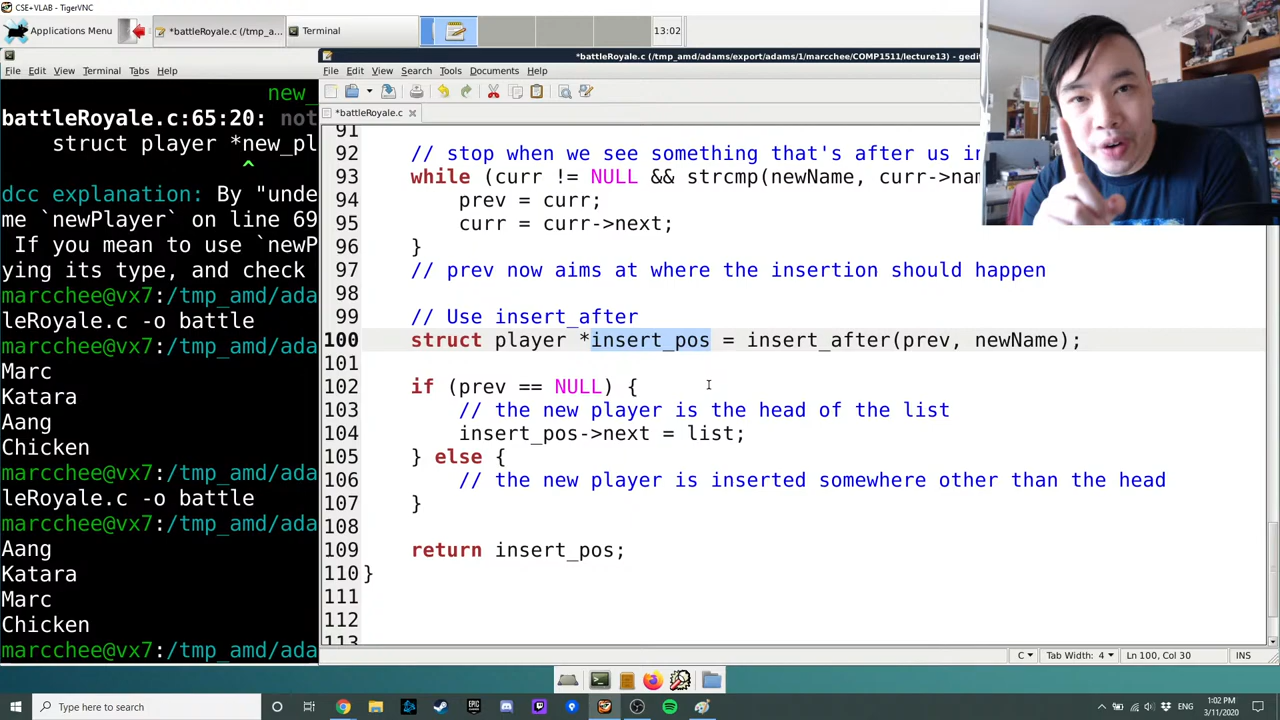 CSE+VLAB - TigerVNC
Applications Menu
*battleRoyale.c (/tmp_a...
Terminal
13:02
*battleRoyale.c (/tmp_amd/adams/export/adams/1/marcchee/COMP1511/lecture13) - gedi
File Edit View Terminal Tabs Help
File Edit View Search Tools Documents Help
*battleRoyale.c
new_
battleRoyale.c:65:20: not
struct player *new_pl
^
dcc explanation: By "unde
me `newPlayer` on line 69
If you mean to use `newP
ying its type, and check
marcchee@vx7:/tmp_amd/ada
leRoyale.c -o battle
marcchee@vx7:/tmp_amd/ada
Marc
Katara
Aang
Chicken
marcchee@vx7:/tmp_amd/ada
leRoyale.c -o battle
marcchee@vx7:/tmp_amd/ada
Aang
Katara
Marc
Chicken
marcchee@vx7:/tmp_amd/ada
91
92 // stop when we see something that's after us in
93 while (curr != NULL && strcmp(newName, curr->nam
94 prev = curr;
95 curr = curr->next;
96 }
97 // prev now aims at where the insertion should happen
98
99 // Use insert_after
100 struct player *insert_pos = insert_after(prev, newName);
101
102 if (prev == NULL) {
103 // the new player is the head of the list
104 insert_pos->next = list;
105 } else {
106 // the new player is inserted somewhere other than the head
107 }
108
109 return insert_pos;
110 }
111
112
113
C Tab Width: 4 Ln 100, Col 30 INS
Type here to search
ENG
1:02 PM
3/11/2020